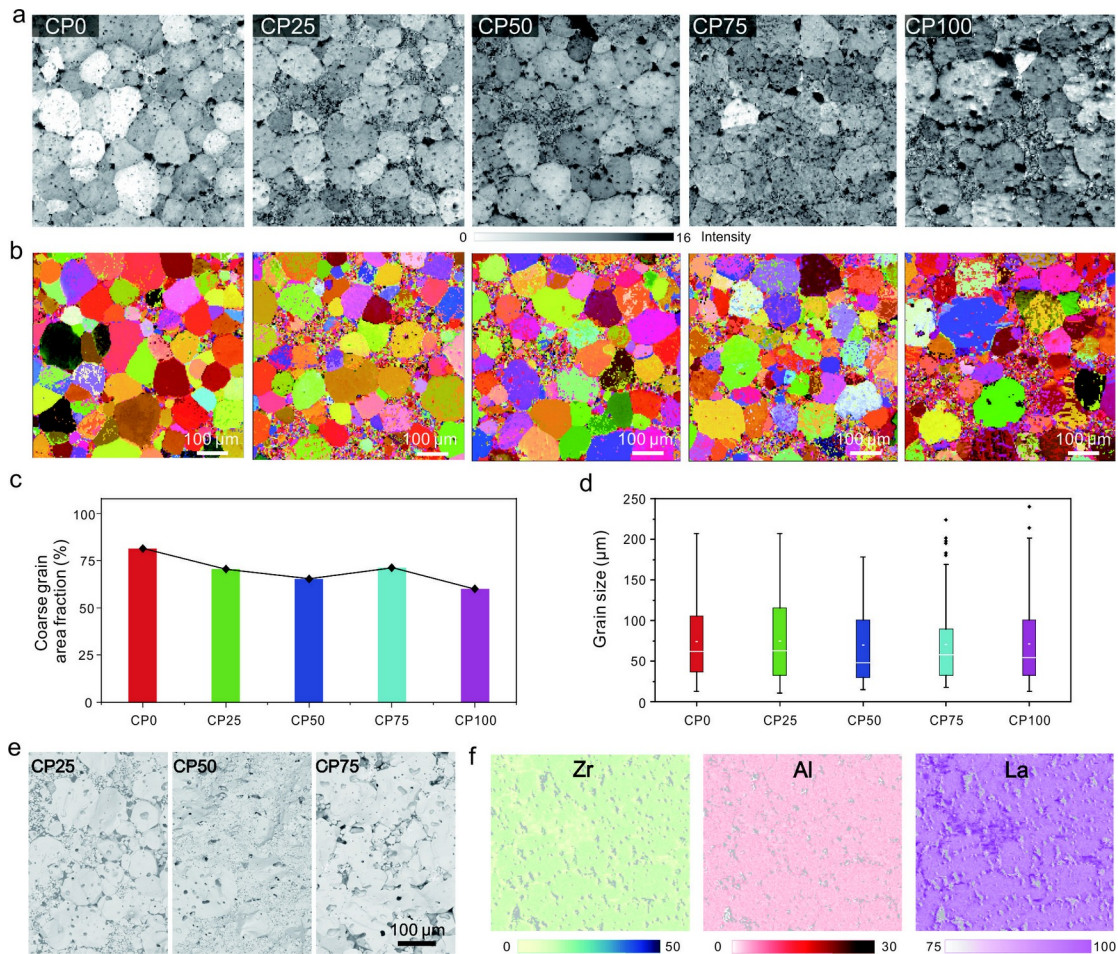 a
CP0 CP25 CP50 CP75 CP100
0 16 Intensity
b
100 µm 100 µm 100 µm 100 µm 100 µm
c
Coarse grain
area fraction (%)
100
75
50
25
0
CP0 CP25 CP50 CP75 CP100
d
Grain size (µm)
250
200
150
100
50
0
CP0 CP25 CP50 CP75 CP100
e
CP25 CP50 CP75
100 µm
f
Zr Al La
0 50 0 30 75 100